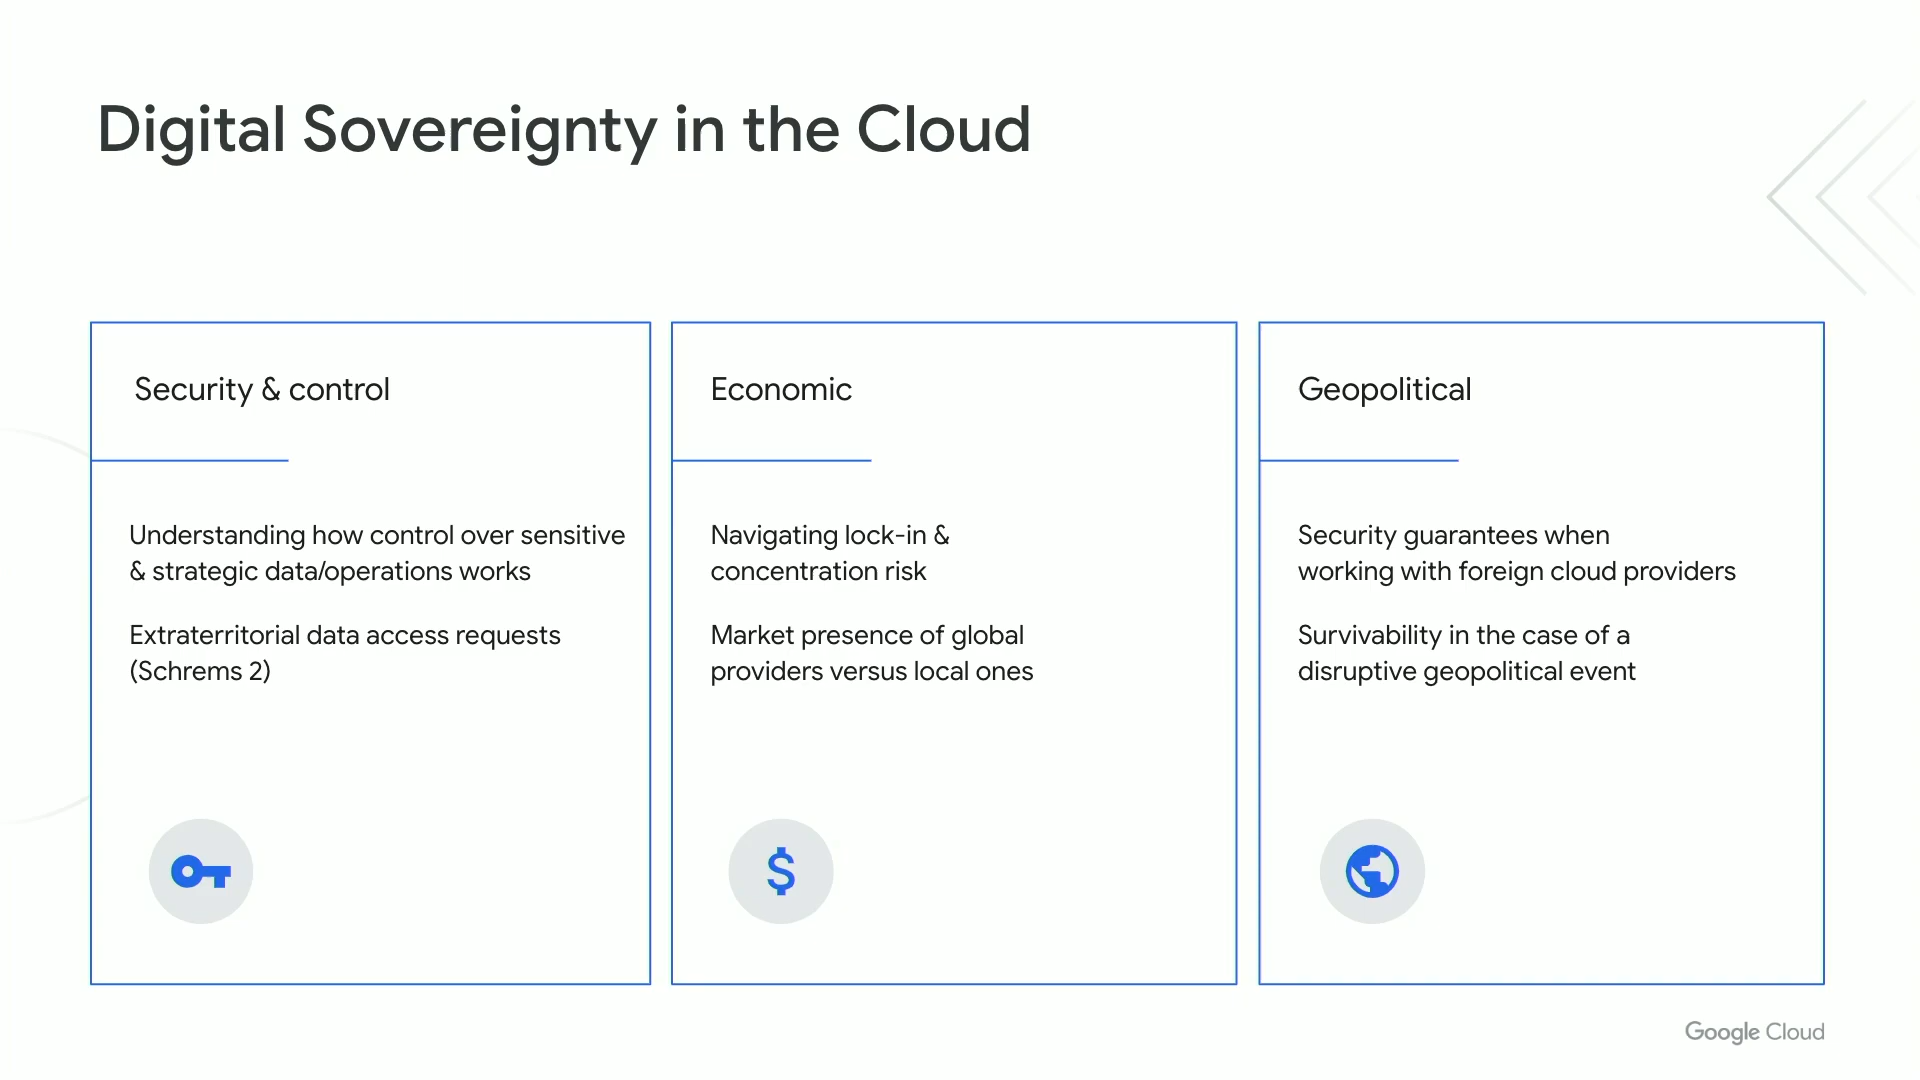 Digital Sovereignty in the Cloud
Security & control
Understanding how control over sensitive
& strategic data/operations works
Extraterritorial data access requests
(Schrems 2)
Economic
Navigating lock-in &
concentration risk
Market presence of global
providers versus local ones
Geopolitical
Security guarantees when
working with foreign cloud providers
Survivability in the case of a
disruptive geopolitical event
$
Google Cloud